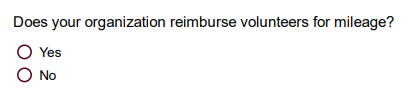 Does your organization reimburse volunteers for mileage?
Yes
No